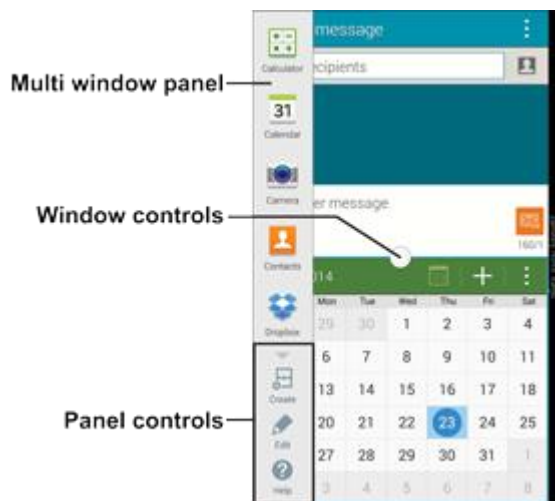 Multi window panel
Window controls
Panel controls
Calculator
31
Calendar
Camera
Contacts
Dropbox
Create
Edit
Help
message
cipients
er message
160/1
014
Mon Tue Wed Thu Fri Sat
29 30 1 2 3 4
6 7 8 9 10 11
13 14 15 16 17 18
20 21 22 23 24 25
27 28 29 30 31 1
3 4 5 6 7 8